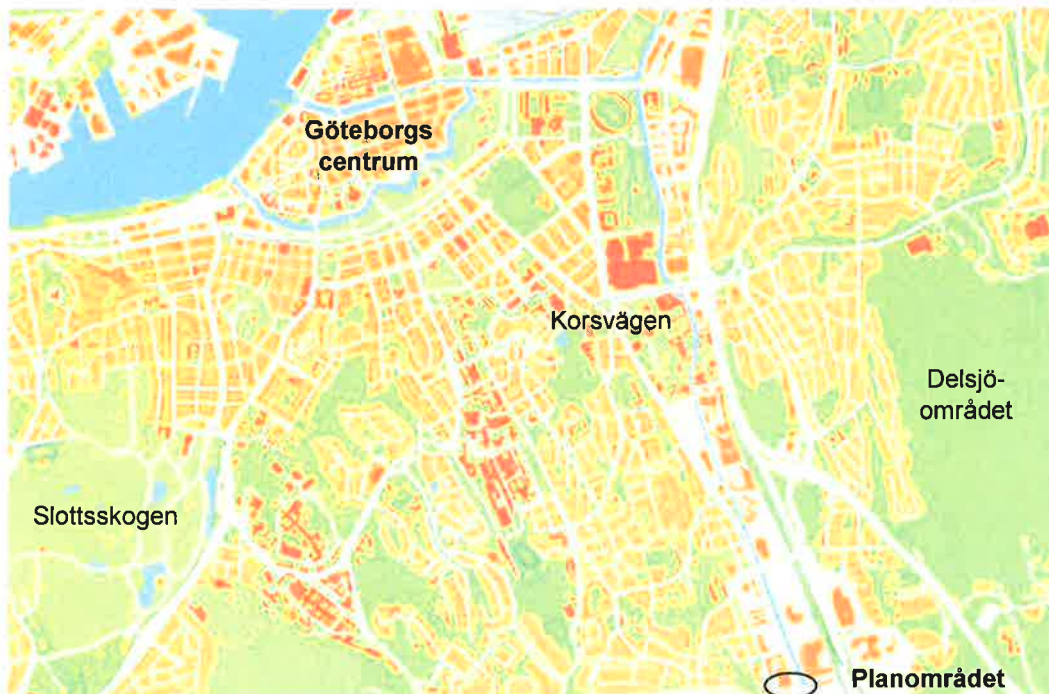 Göteborgs
centrum
Korsvägen
Delsjö-
området
Slottsskogen
Planområdet